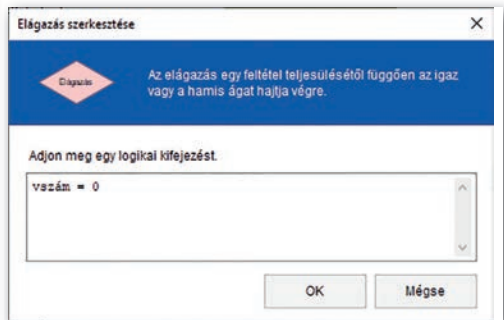 Elágazás szerkesztése
Elágazás
Az elágazás egy feltétel teljesülésétől függően az igaz
vagy a hamis ágat hajtja végre.
Adjon meg egy logikai kifejezést.
vszám = 0
OK
Mégse